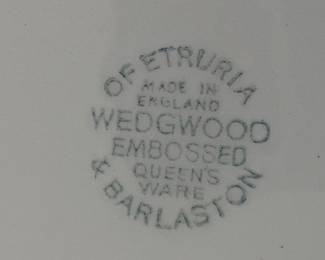 OF ETRURIA
MADE IN
ENGLAND
WEDGWOOD
EMBOSSED
QUEEN'S
WARE
& BARLASTON